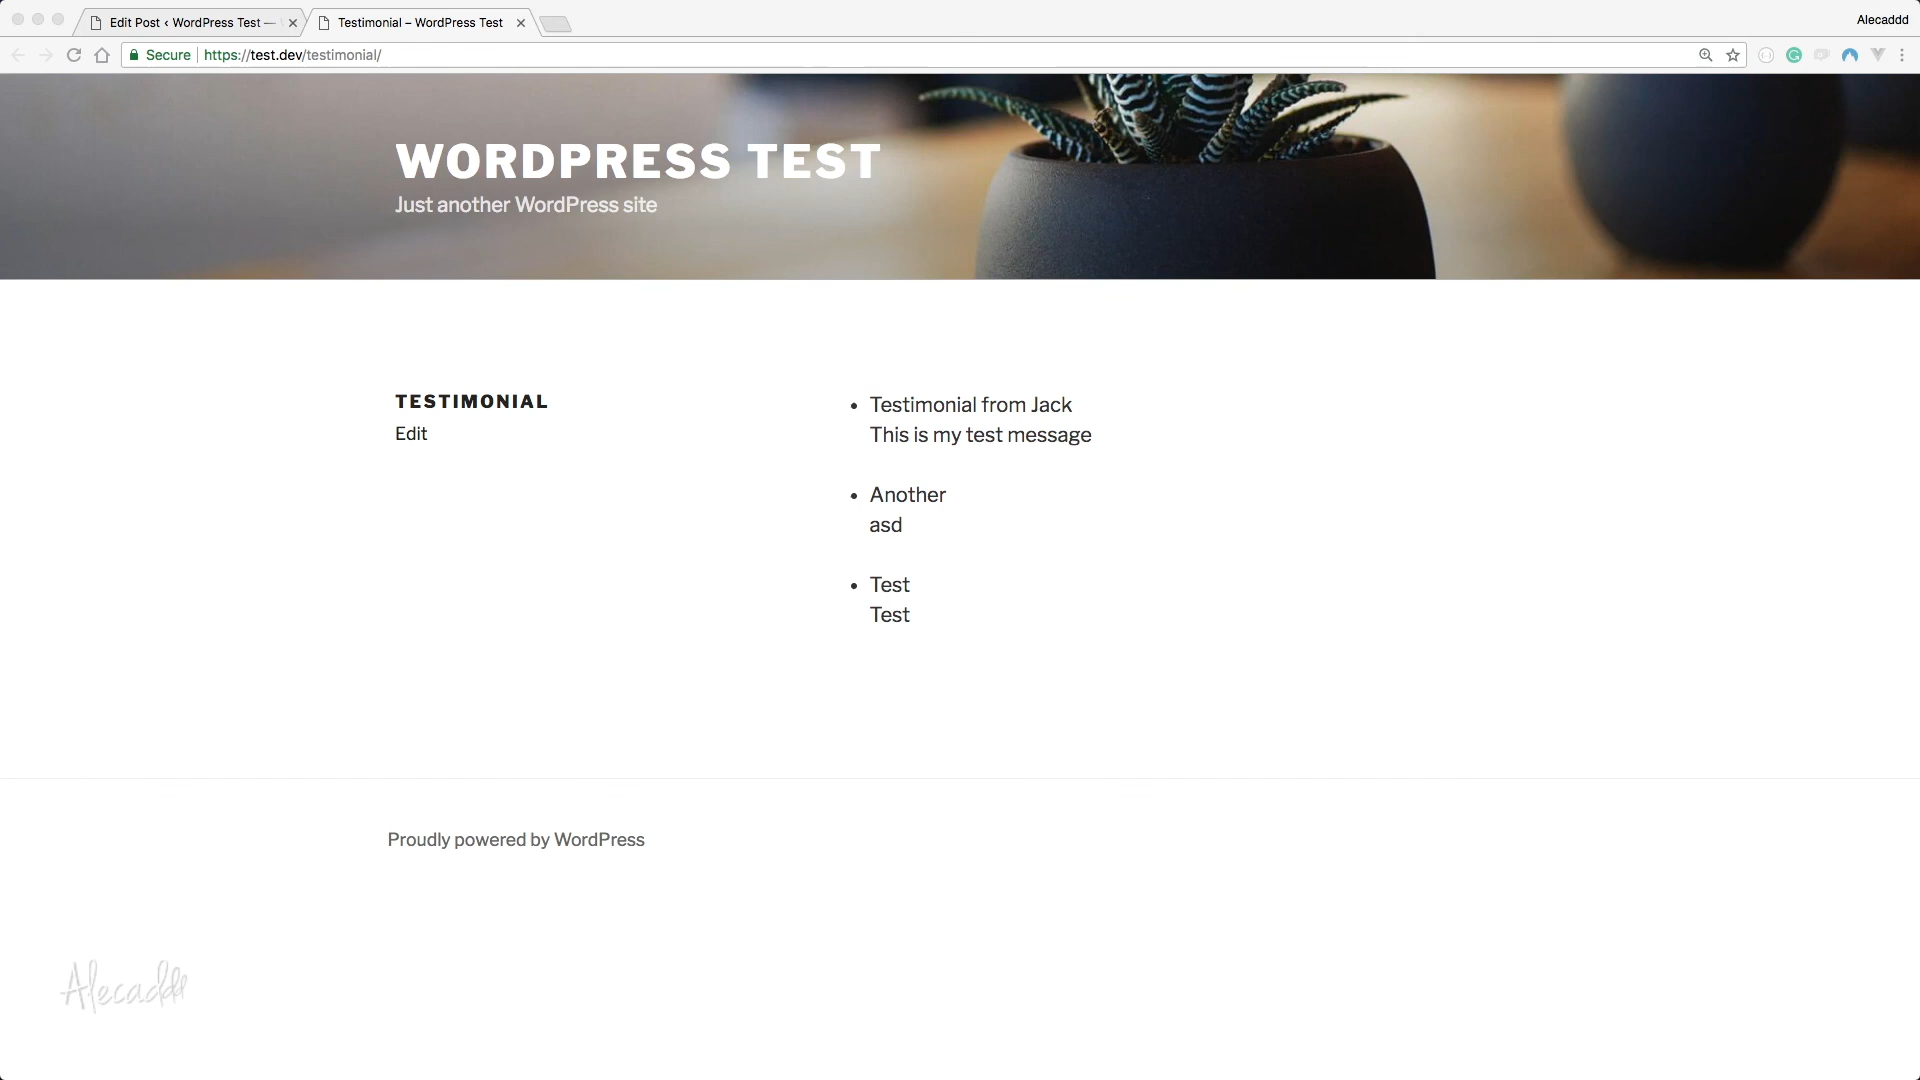 Edit Post ‹ WordPress Test —
Testimonial – WordPress Test
Alecaddd
Secure
https://test.dev/testimonial/
WORDPRESS TEST
Just another WordPress site
TESTIMONIAL
Edit
• Testimonial from Jack
This is my test message
• Another
asd
• Test
Test
Proudly powered by WordPress
Alecaddd